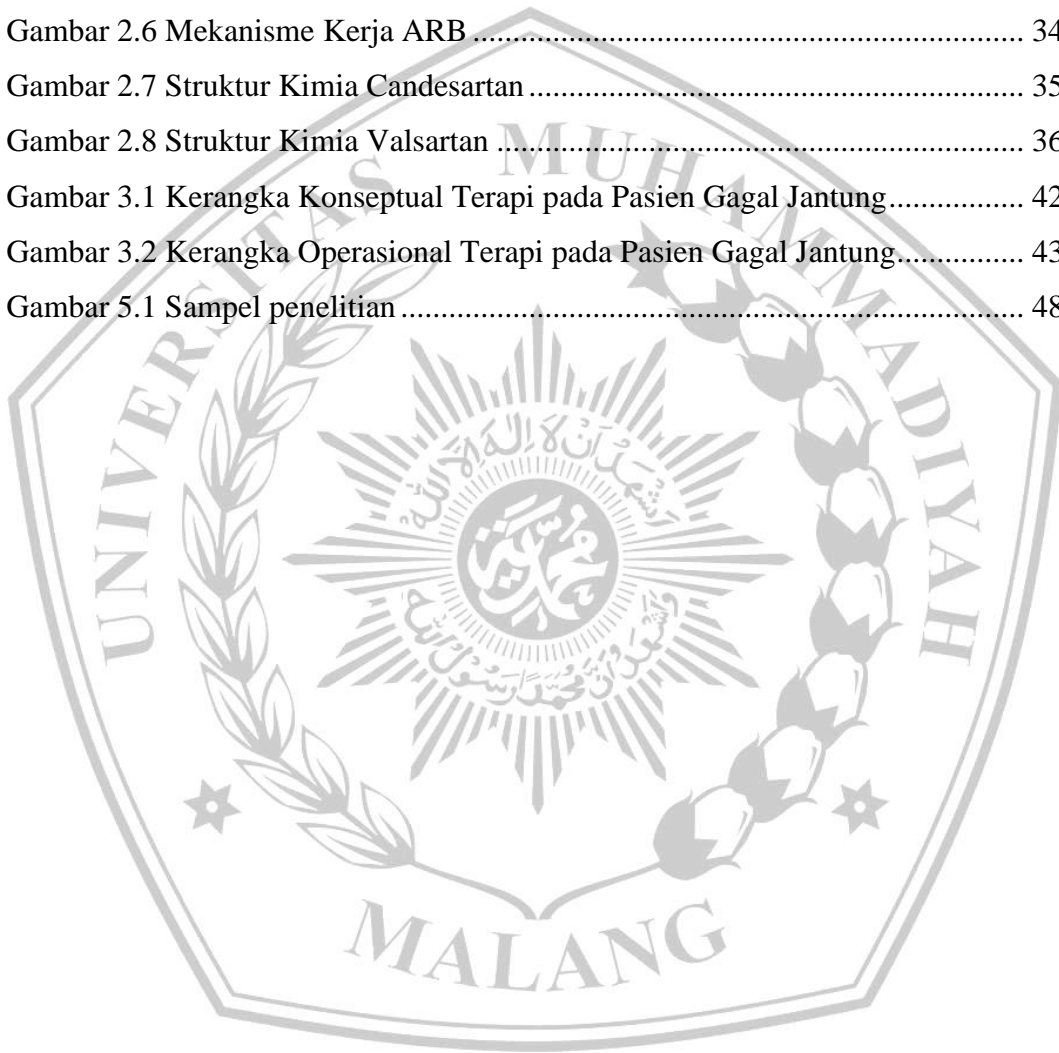 Gambar 2.6 Mekanisme Kerja ARB ........................................................................... 34
Gambar 2.7 Struktur Kimia Candesartan ................................................................... 35
Gambar 2.8 Struktur Kimia Valsartan ....................................................................... 36
Gambar 3.1 Kerangka Konseptual Terapi pada Pasien Gagal Jantung .................. 42
Gambar 3.2 Kerangka Operasional Terapi pada Pasien Gagal Jantung ................. 43
Gambar 5.1 Sampel penelitian ..................................................................................... 48
UNIVERSITAS MUHAMMADIYAH
MALANG